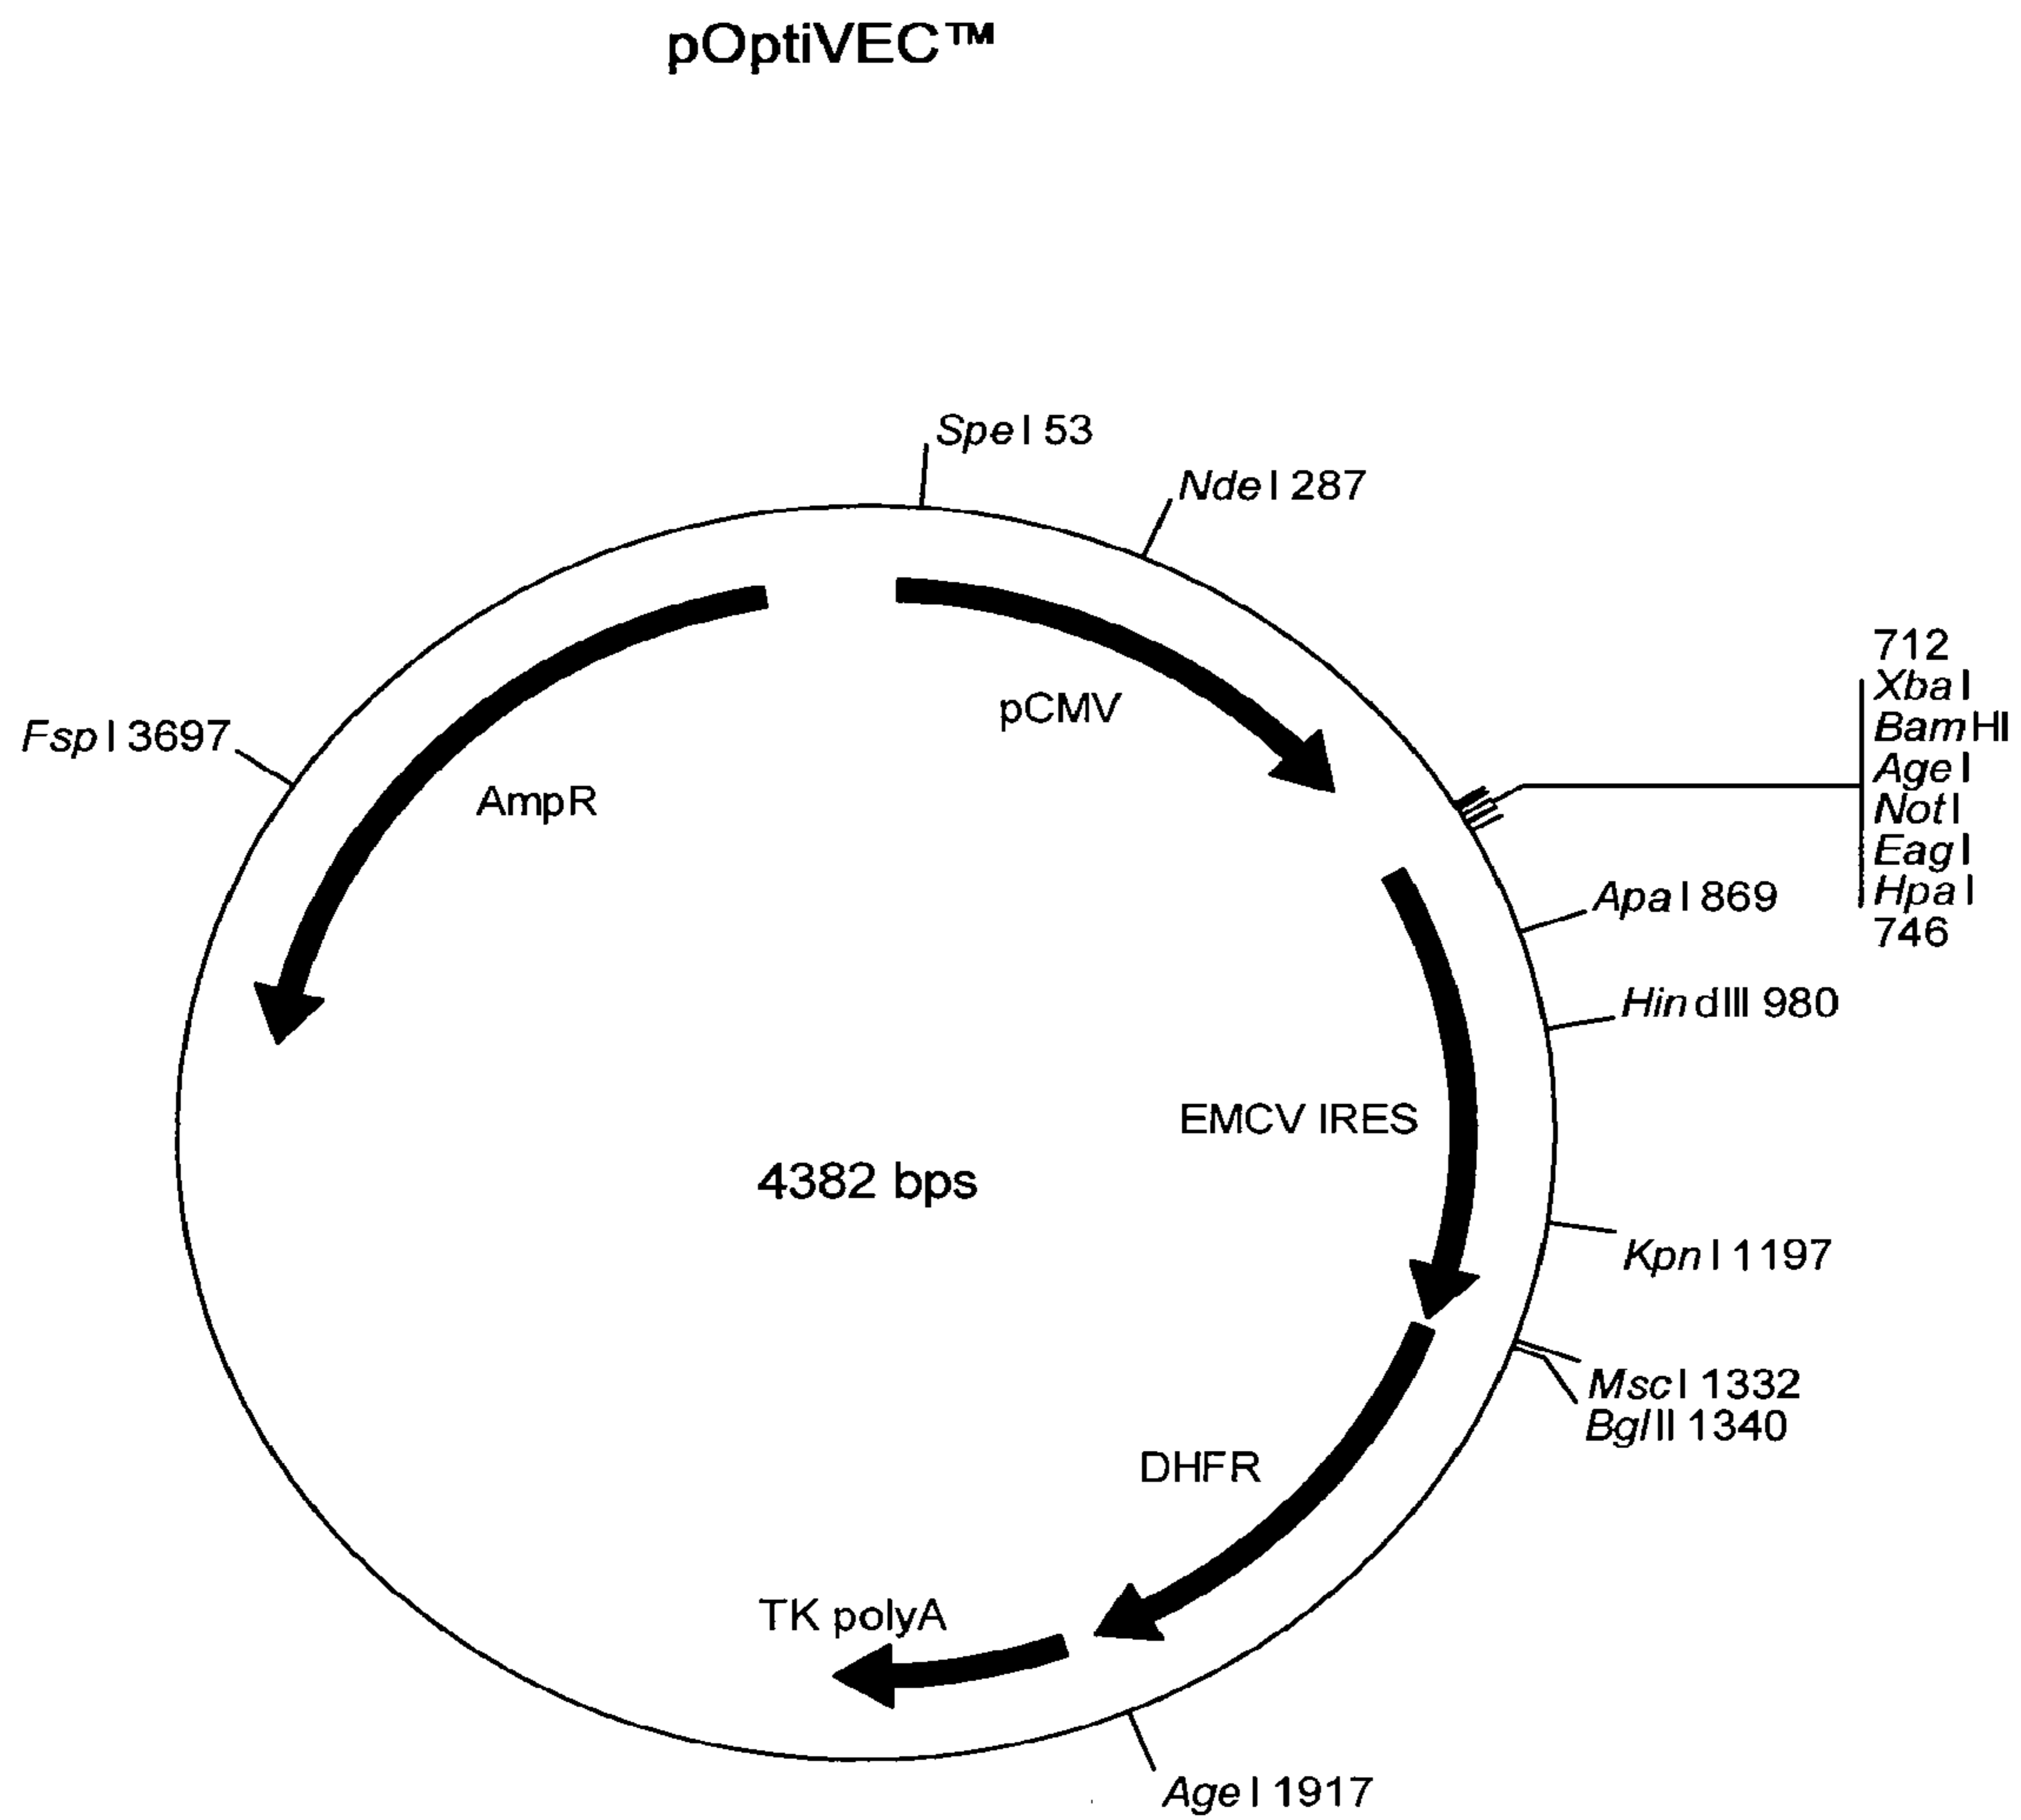 pOptiVEC™
SpeI 53
NdeI 287
712
XbaI
BamHI
AgeI
NotI
EagI
HpaI
746
FspI 3697
pCMV
AmpR
ApaI 869
HindIII 980
EMCV IRES
4382 bps
KpnI 1197
MscI 1332
BglII 1340
DHFR
TK polyA
AgeI 1917